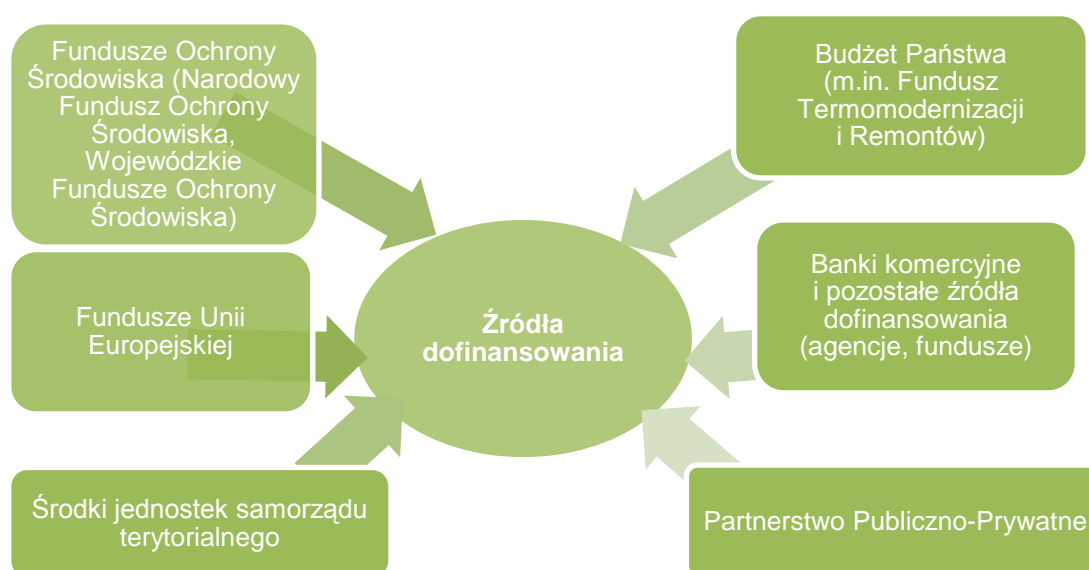 Fundusze Ochrony
Środowiska (Narodowy
Fundusz Ochrony
Środowiska,
Wojewódzkie
Fundusze Ochrony
Środowiska)
Budżet Państwa
(m.in. Fundusz
Termomodernizacji
i Remontów)
Fundusze Unii
Europejskiej
Źródła
dofinansowania
Banki komercyjne
i pozostałe źródła
dofinansowania
(agencje, fundusze)
Środki jednostek samorządu
terytorialnego
Partnerstwo Publiczno-Prywatne